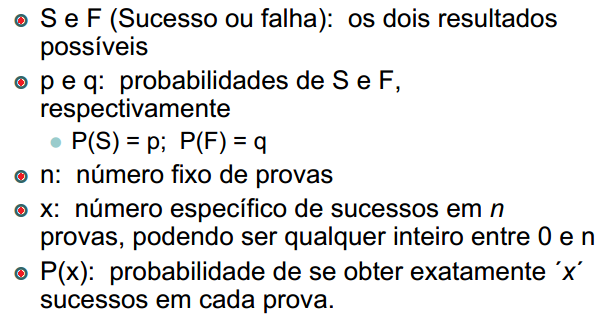 S e F (Sucesso ou falha): os dois resultados
possíveis
p e q: probabilidades de S e F,
respectivamente
P(S) = p; P(F) = q
n: número fixo de provas
x: número específico de sucessos em n
provas, podendo ser qualquer inteiro entre 0 e n
P(x): probabilidade de se obter exatamente ´x´
sucessos em cada prova.